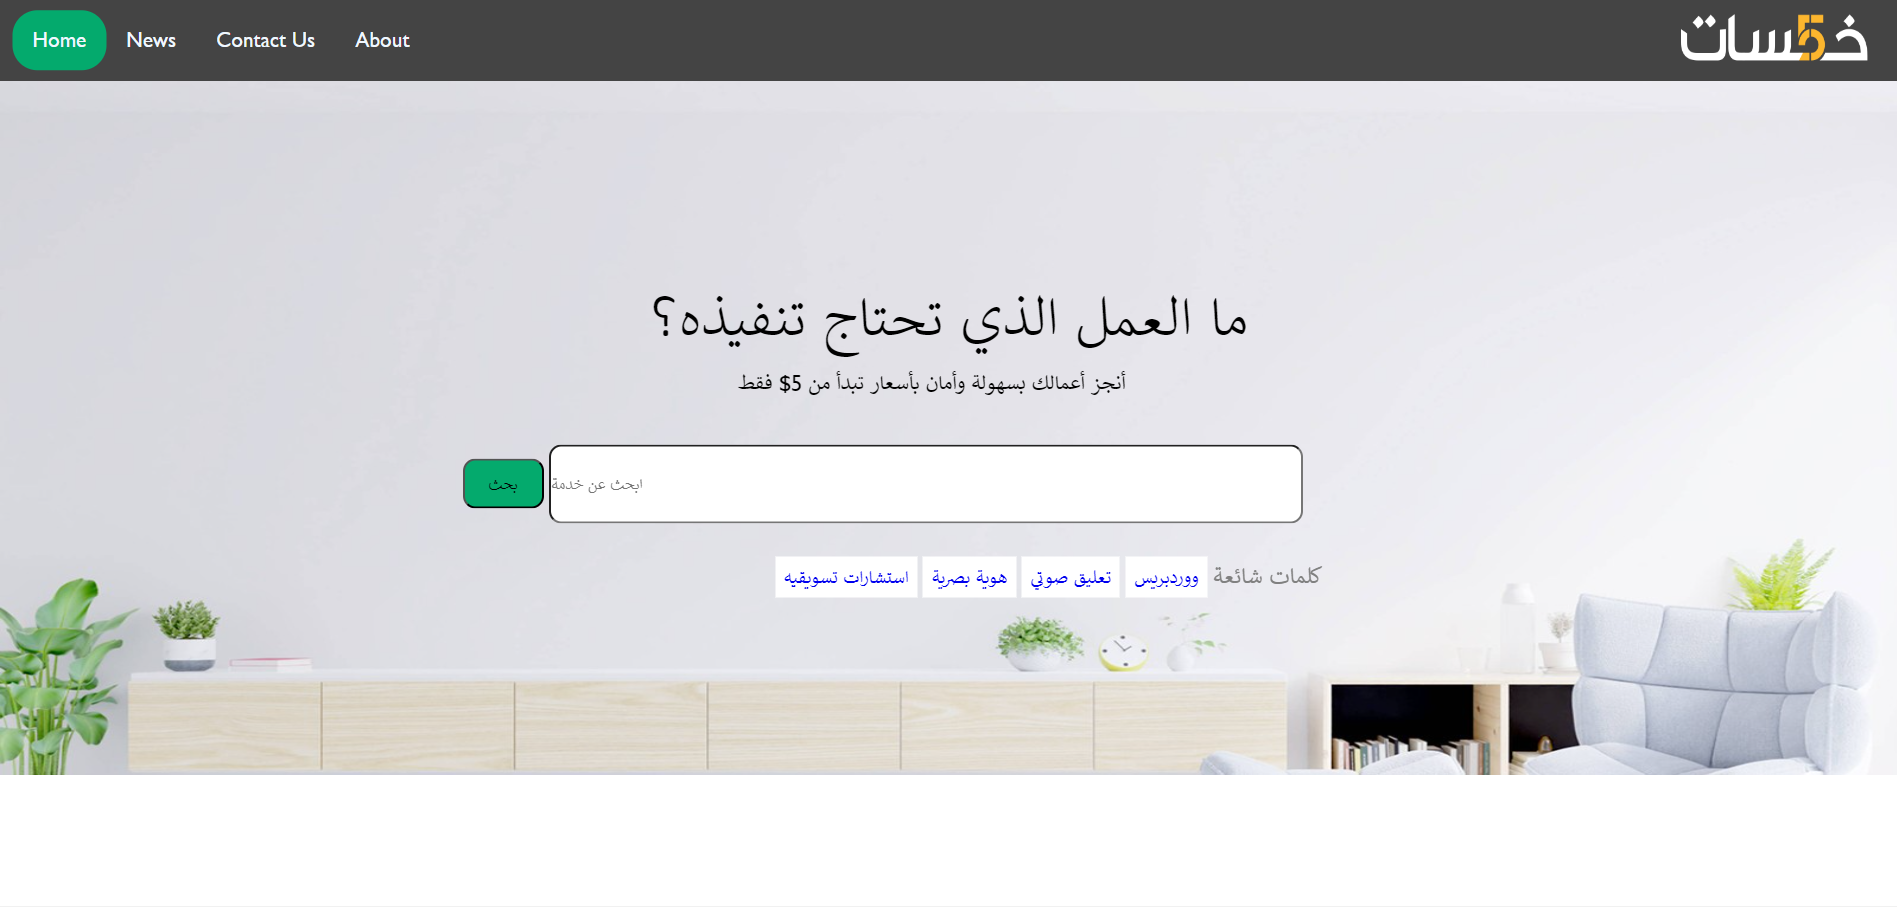 Home News Contact Us About خمسات
ما العمل الذي تحتاج تنفيذه؟
أنجز أعمالك بسهولة وأمان بأسعار تبدأ من 5$ فقط
ابحث عن خدمة بحث
كلمات شائعة ووردبريس تعليق صوتي هوية بصرية استشارات تسويقيه